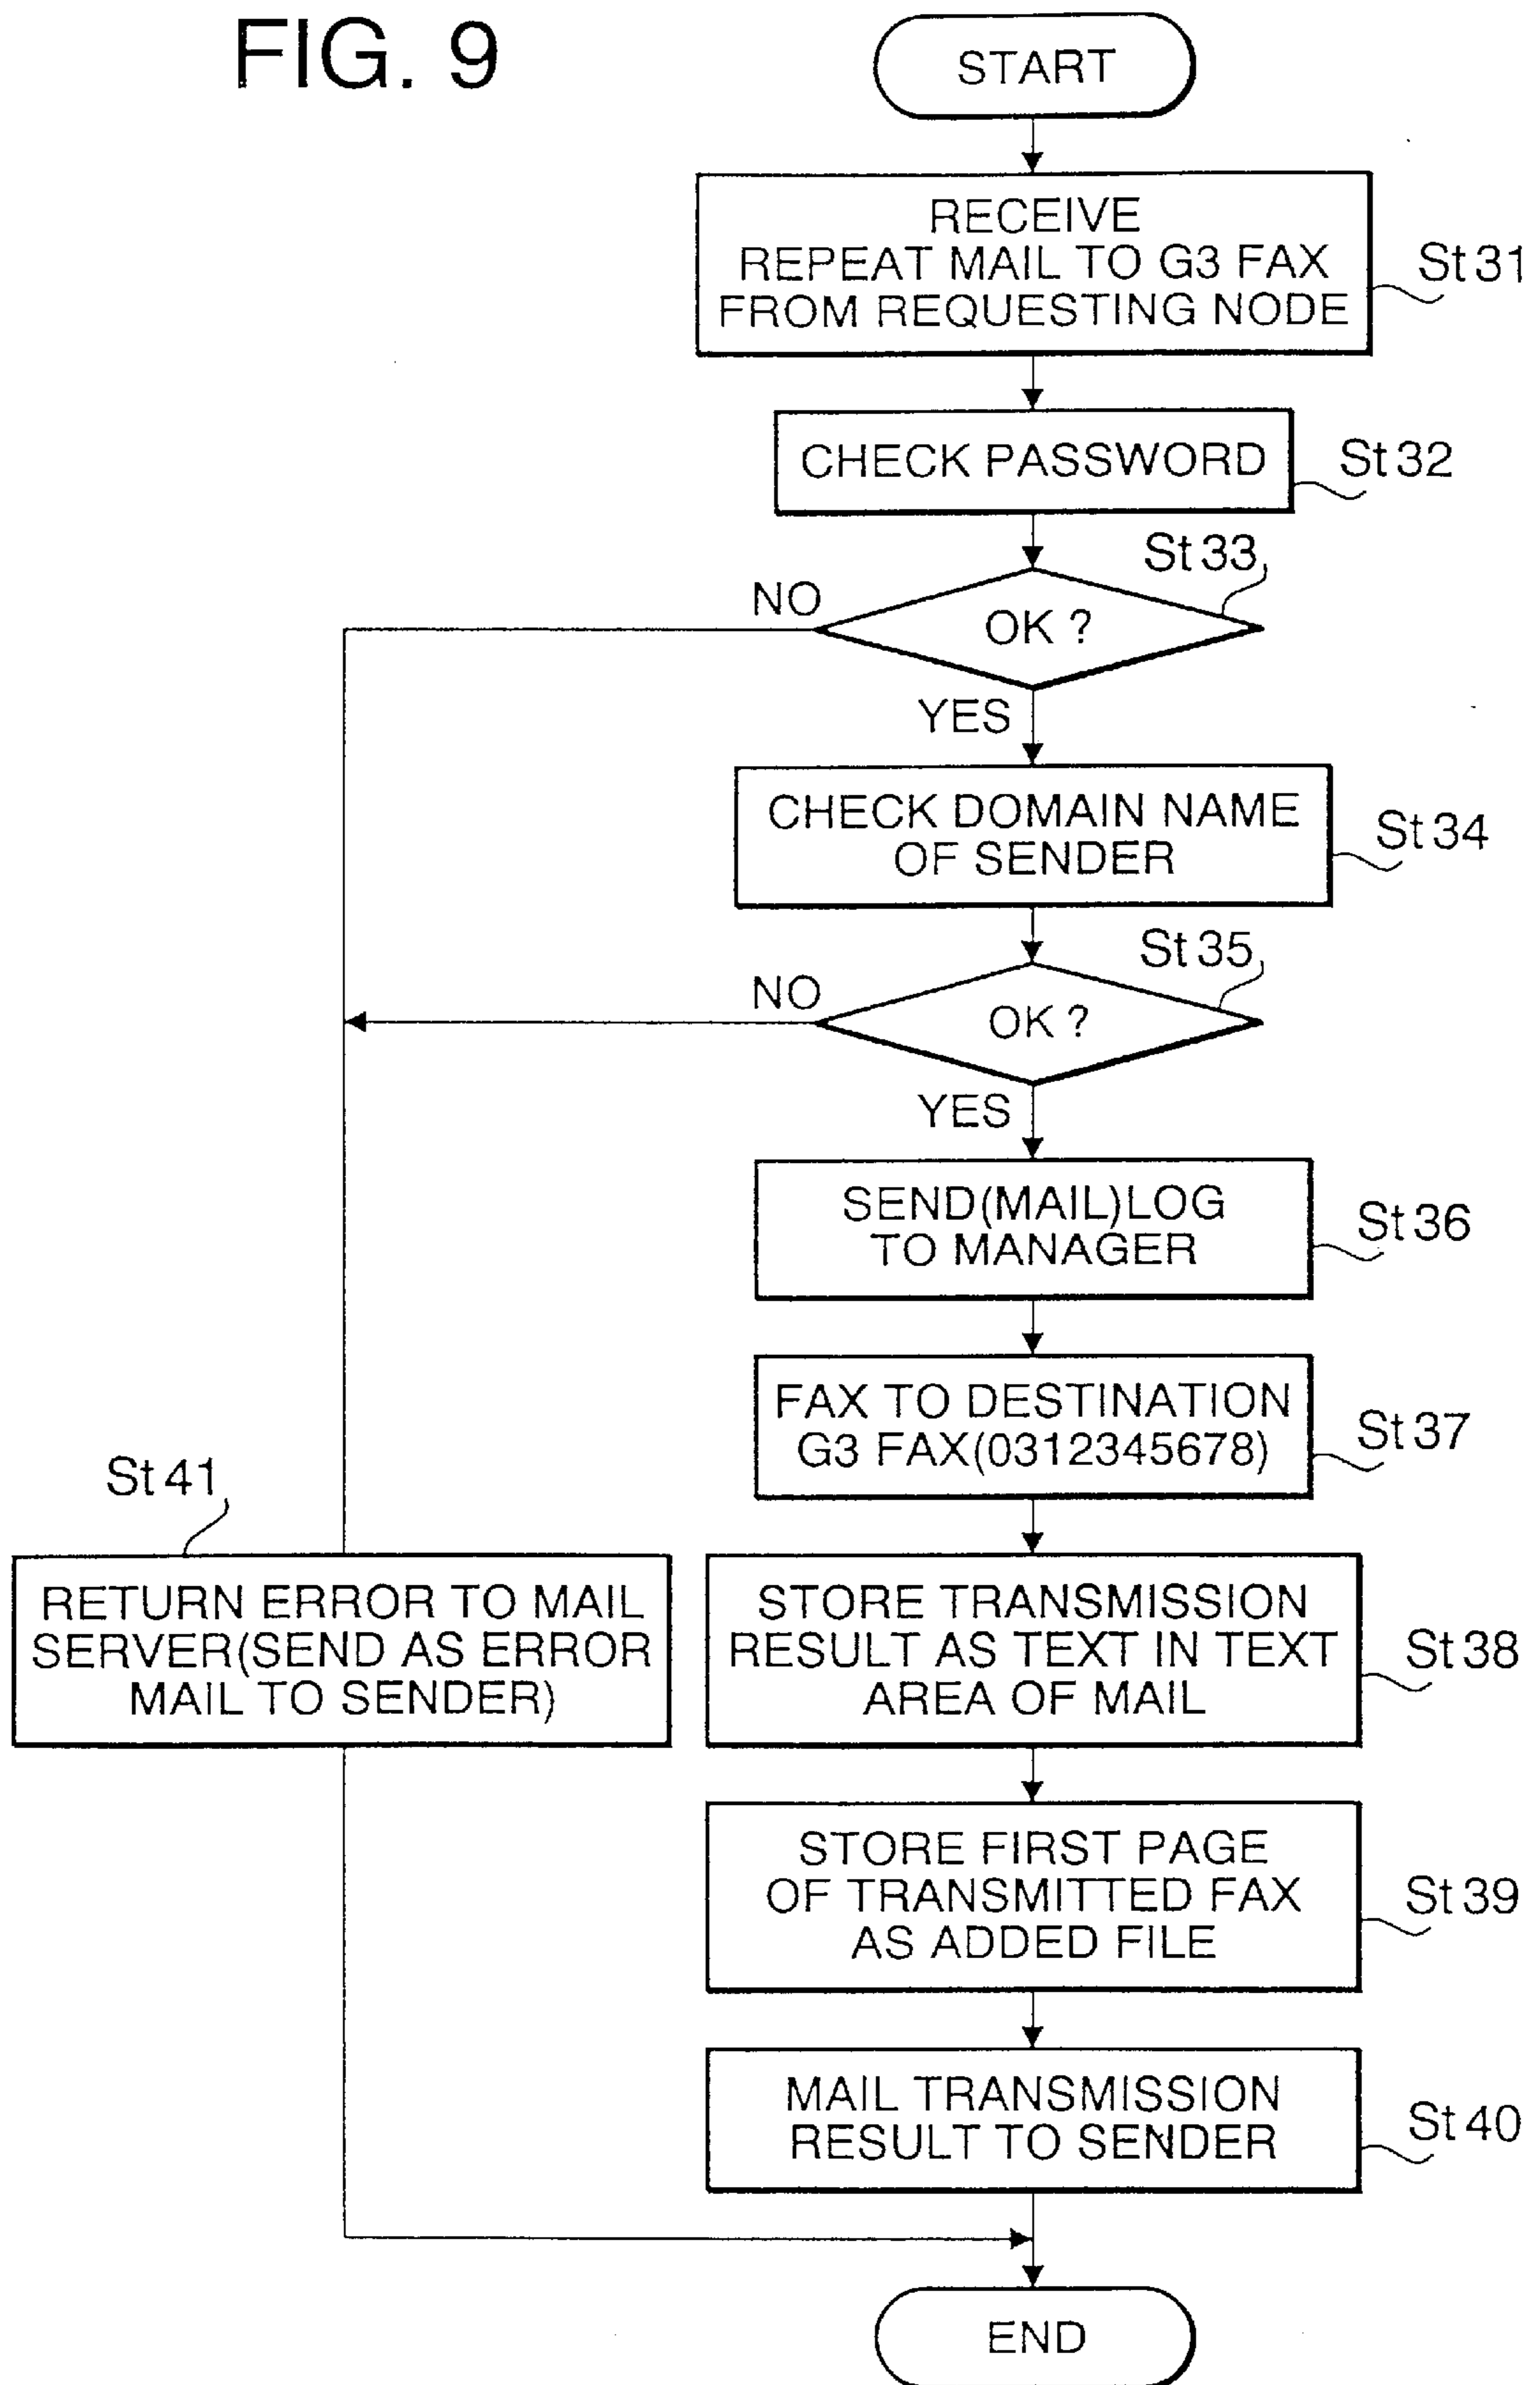 FIG. 9
START
RECEIVE
REPEAT MAIL TO G3 FAX
FROM REQUESTING NODE
St31
CHECK PASSWORD
St32
St33
NO
OK ?
YES
CHECK DOMAIN NAME
OF SENDER
St34
St35
NO
OK ?
YES
SEND(MAIL)LOG
TO MANAGER
St36
FAX TO DESTINATION
G3 FAX(0312345678)
St37
St41
RETURN ERROR TO MAIL
SERVER(SEND AS ERROR
MAIL TO SENDER)
STORE TRANSMISSION
RESULT AS TEXT IN TEXT
AREA OF MAIL
St38
STORE FIRST PAGE
OF TRANSMITTED FAX
AS ADDED FILE
St39
MAIL TRANSMISSION
RESULT TO SENDER
St40
END